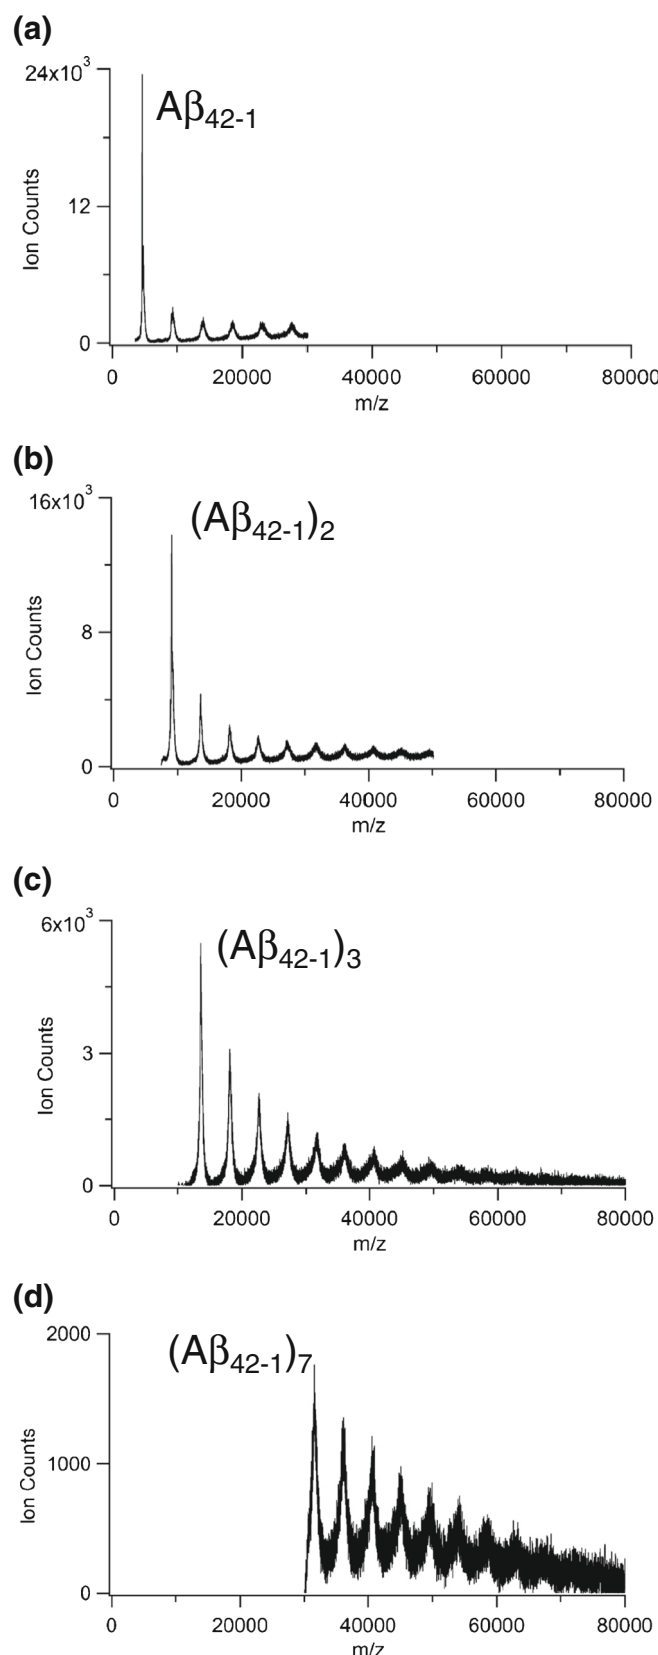 (a)
24x10³
Aβ₄₂₋₁
12
0
Ion Counts
0 20000 40000 60000 80000
m/z
(b)
16x10³
(Aβ₄₂₋₁)₂
8
0
Ion Counts
0 20000 40000 60000 80000
m/z
(c)
6x10³
(Aβ₄₂₋₁)₃
3
0
Ion Counts
0 20000 40000 60000 80000
m/z
(d)
2000
(Aβ₄₂₋₁)₇
1000
0
Ion Counts
0 20000 40000 60000 80000
m/z